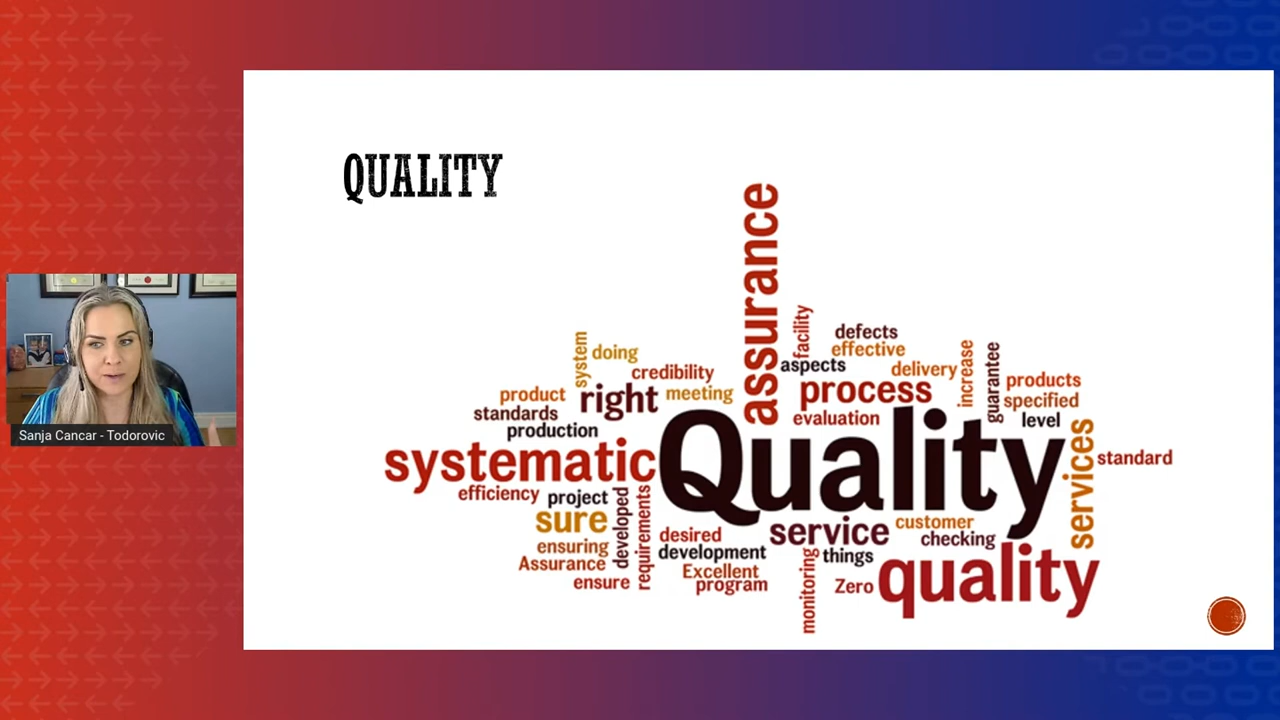 QUALITY
assurance
facility
defects
system
doing
effective
increase
guarantee
aspects
credibility
delivery
products
product
right
meeting
process
specified
standards
evaluation
level
production
Quality
services
systematic
standard
efficiency
project
developed
requirements
sure
desired
service
customer
checking
ensuring
development
things
Assurance
Excellent
monitoring
ensure
program
Zero
quality
Sanja Cancar - Todorovic